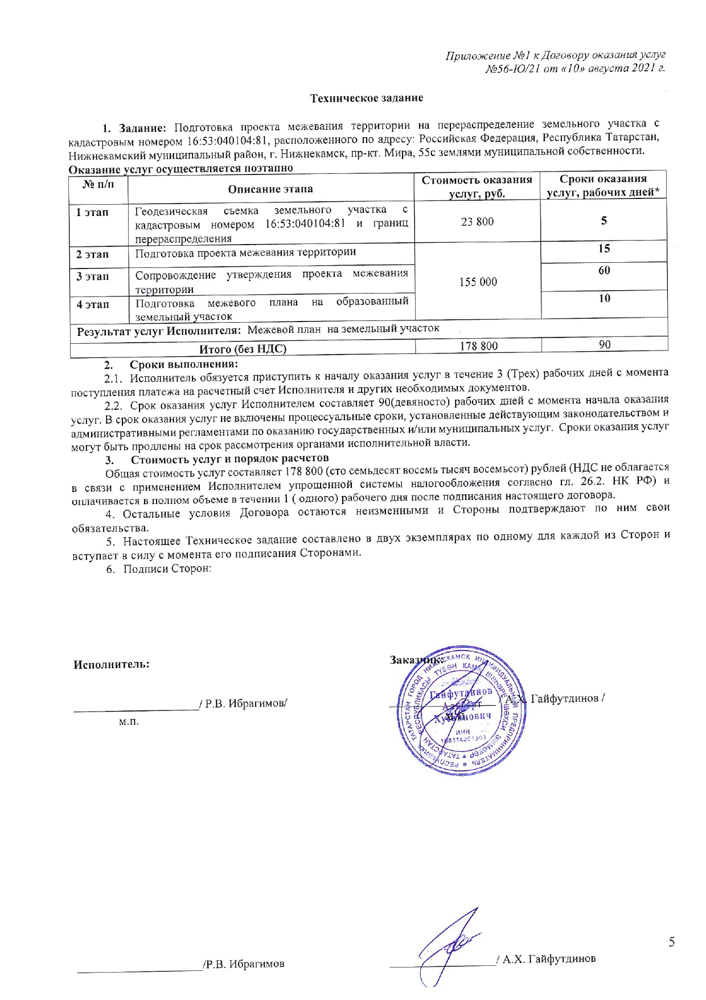 Приложение №1 к Договору оказания услуг
№56-Ю/21 от «10» августа 2021 г.
Техническое задание
1. Задание: Подготовка проекта межевания территории на перераспределение земельного участка с
кадастровым номером 16:53:040104:81, расположенного по адресу: Российская Федерация, Республика Татарстан,
Нижнекамский муниципальный район, г. Нижнекамск, пр-кт. Мира, 55с землями муниципальной собственности.
Оказание услуг осуществляется поэтапно
№ п/п
Описание этапа
Стоимость оказания
услуг, руб.
Сроки оказания
услуг, рабочих дней*
1 этап
Геодезическая съемка земельного участка с
кадастровым номером 16:53:040104:81 и границ
перераспределения
23 800
5
2 этап
Подготовка проекта межевания территории
155 000
15
3 этап
Сопровождение утверждения проекта межевания
территории
60
4 этап
Подготовка межевого плана на образованный
земельный участок
10
Результат услуг Исполнителя: Межевой план на земельный участок
Итого (без НДС)
178 800
90
2. Сроки выполнения:
2.1. Исполнитель обязуется приступить к началу оказания услуг в течение 3 (Трех) рабочих дней с момента
поступления платежа на расчетный счет Исполнителя и других необходимых документов.
2.2. Срок оказания услуг Исполнителем составляет 90(девяносто) рабочих дней с момента начала оказания
услуг. В срок оказания услуг не включены процессуальные сроки, установленные действующим законодательством и
административными регламентами по оказанию государственных и/или муниципальных услуг. Сроки оказания услуг
могут быть продлены на срок рассмотрения органами исполнительной власти.
3. Стоимость услуг и порядок расчетов
Общая стоимость услуг составляет 178 800 (сто семьдесят восемь тысяч восемьсот) рублей (НДС не облагается
в связи с применением Исполнителем упрощенной системы налогообложения согласно гл. 26.2. НК РФ) и
оплачивается в полном объеме в течении 1 ( одного) рабочего дня после подписания настоящего договора.
4. Остальные условия Договора остаются неизменными и Стороны подтверждают по ним свои
обязательства.
5. Настоящее Техническое задание составлено в двух экземплярах по одному для каждой из Сторон и
вступает в силу с момента его подписания Сторонами.
6. Подписи Сторон:
Исполнитель:
Заказчик:
/ Р.В. Ибрагимов/
/ А.Х. Гайфутдинов /
м.п.
м.п.
РЕСПУБЛИКА ТАТАРСТАН ГОРОД НИЖНЕКАМСК ИНДИВИДУАЛЬНЫЙ ПРЕДПРИНИМАТЕЛЬ
ТАТАРСТАН РЕСПУБЛИКАСЫ ТҮБӘН КАМА ШӘҺӘРЕ ШӘХСИ ЭШМӘКӘР
Гайфутдинов
ИНН
165114201303
5
/Р.В. Ибрагимов
/ А.Х. Гайфутдинов